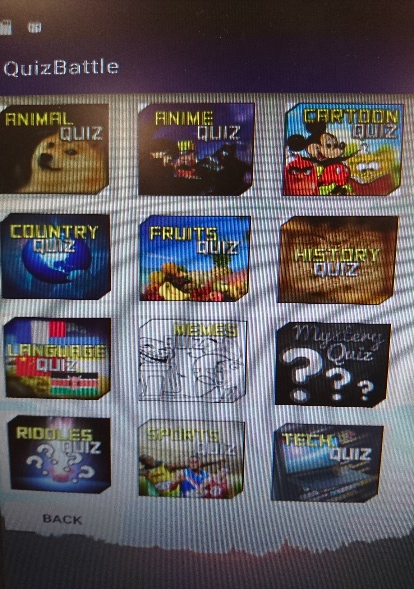 QuizBattle
ANIMAL
QUIZ
ANIME
QUIZ
CARTOON
QUIZ
COUNTRY
QUIZ
FRUITS
QUIZ
HISTORY
QUIZ
LANGUAGE
QUIZ
MEMES
Mystery
Quiz
???
RIDDLES
QUIZ
SPORTS
QUIZ
TECH
QUIZ
BACK